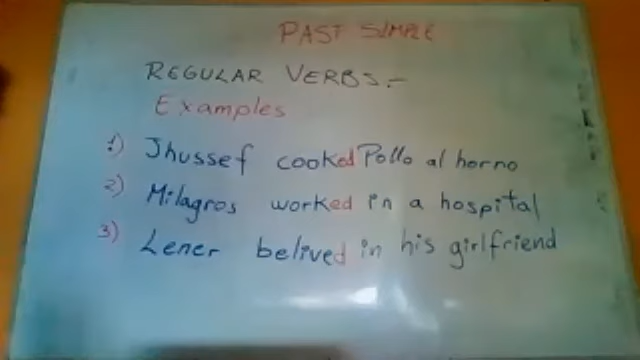 PAST SIMPLE
REGULAR VERBS.-
Examples
1) Jhussef cooked Pollo al horno
2) Milagros worked in a hospital
3) Lener belived in his girlfriend